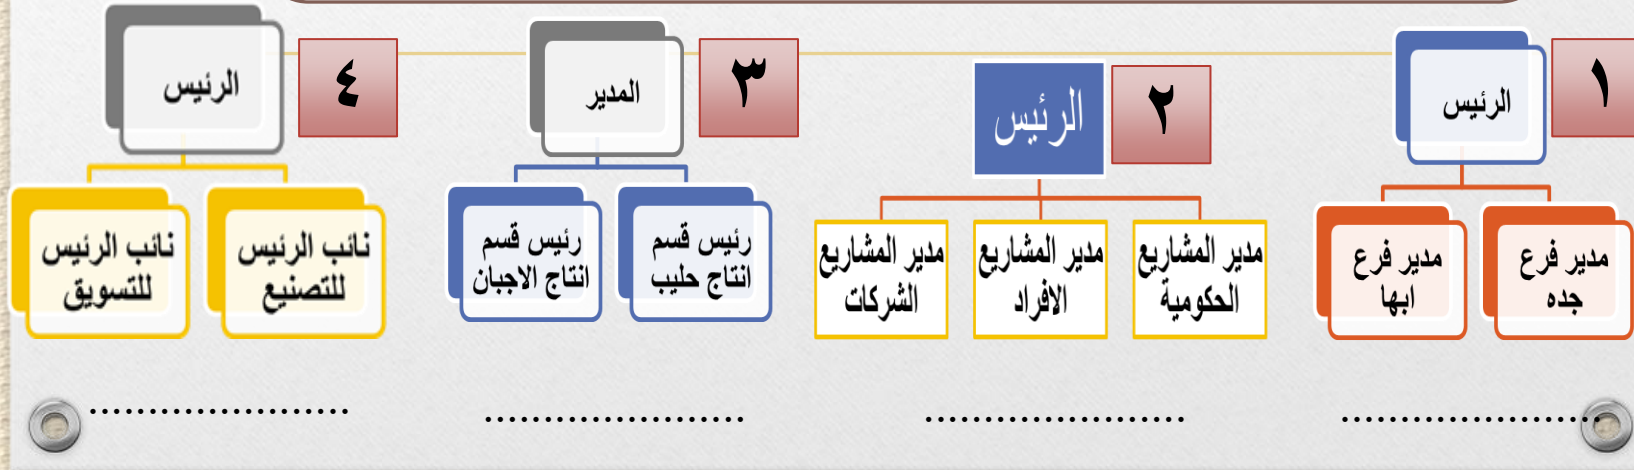 ١
الرئيس
مدير فرع
جده
مدير فرع
ابها
.....................
٢
الرئيس
مدير المشاريع
الحكومية
مدير المشاريع
الافراد
مدير المشاريع
الشركات
.....................
٣
المدير
رئيس قسم
انتاج حليب
رئيس قسم
انتاج الاجبان
.....................
٤
الرئيس
نائب الرئيس
للتصنيع
نائب الرئيس
للتسويق
.....................